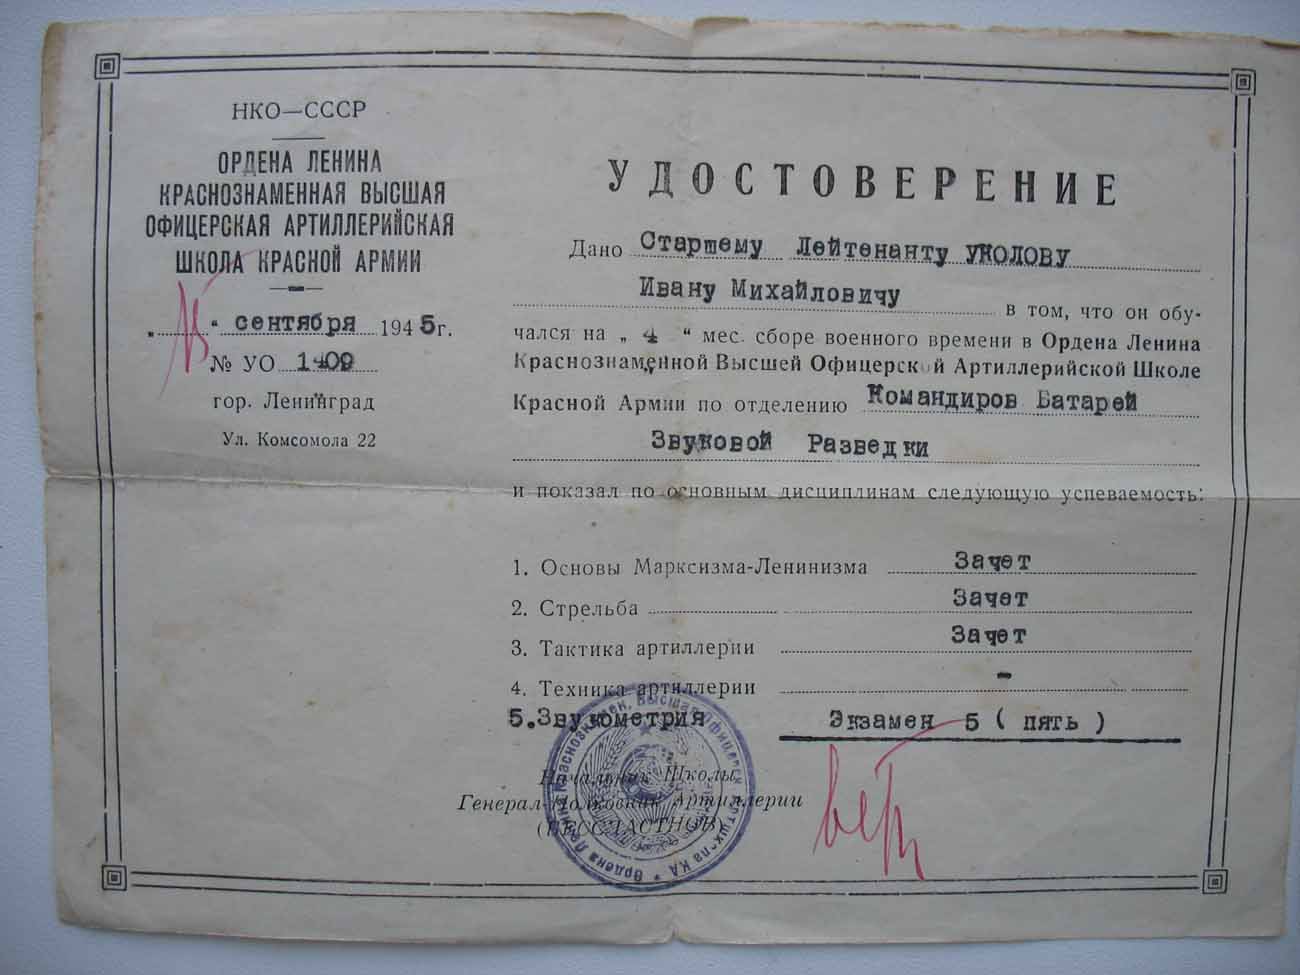 НКО—СССР
ОРДЕНА ЛЕНИНА
КРАСНОЗНАМЕННАЯ ВЫСШАЯ
ОФИЦЕРСКАЯ АРТИЛЛЕРИЙСКАЯ
ШКОЛА КРАСНОЙ АРМИИ
" " сентября 1945г.
№ УО 1409
гор. Ленинград
Ул. Комсомола 22
УДОСТОВЕРЕНИЕ
Дано Старшему Лейтенанту УКОЛОВУ
Ивану Михайловичу в том, что он обу-
чался на „ 4 " мес. сборе военного времени в Ордена Ленина
Краснознаменной Высшей Офицерской Артиллерийской Школе
Красной Армии по отделению Командиров Батарей
Звуковой Разведки
и показал по основным дисциплинам следующую успеваемость:
1. Основы Марксизма-Ленинизма Зачет
2. Стрельба Зачет
3. Тактика артиллерии Зачет
4. Техника артиллерии -
5.Звукометрия Экзамен 5 ( пять )
Начальник Школы
Генерал-Полковник Артиллерии